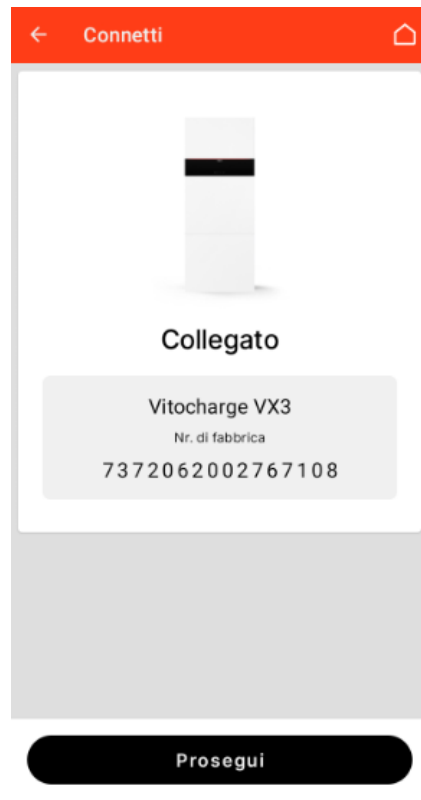 Connetti
Collegato
Vitocharge VX3
Nr. di fabbrica
7372062002767108
Prosegui